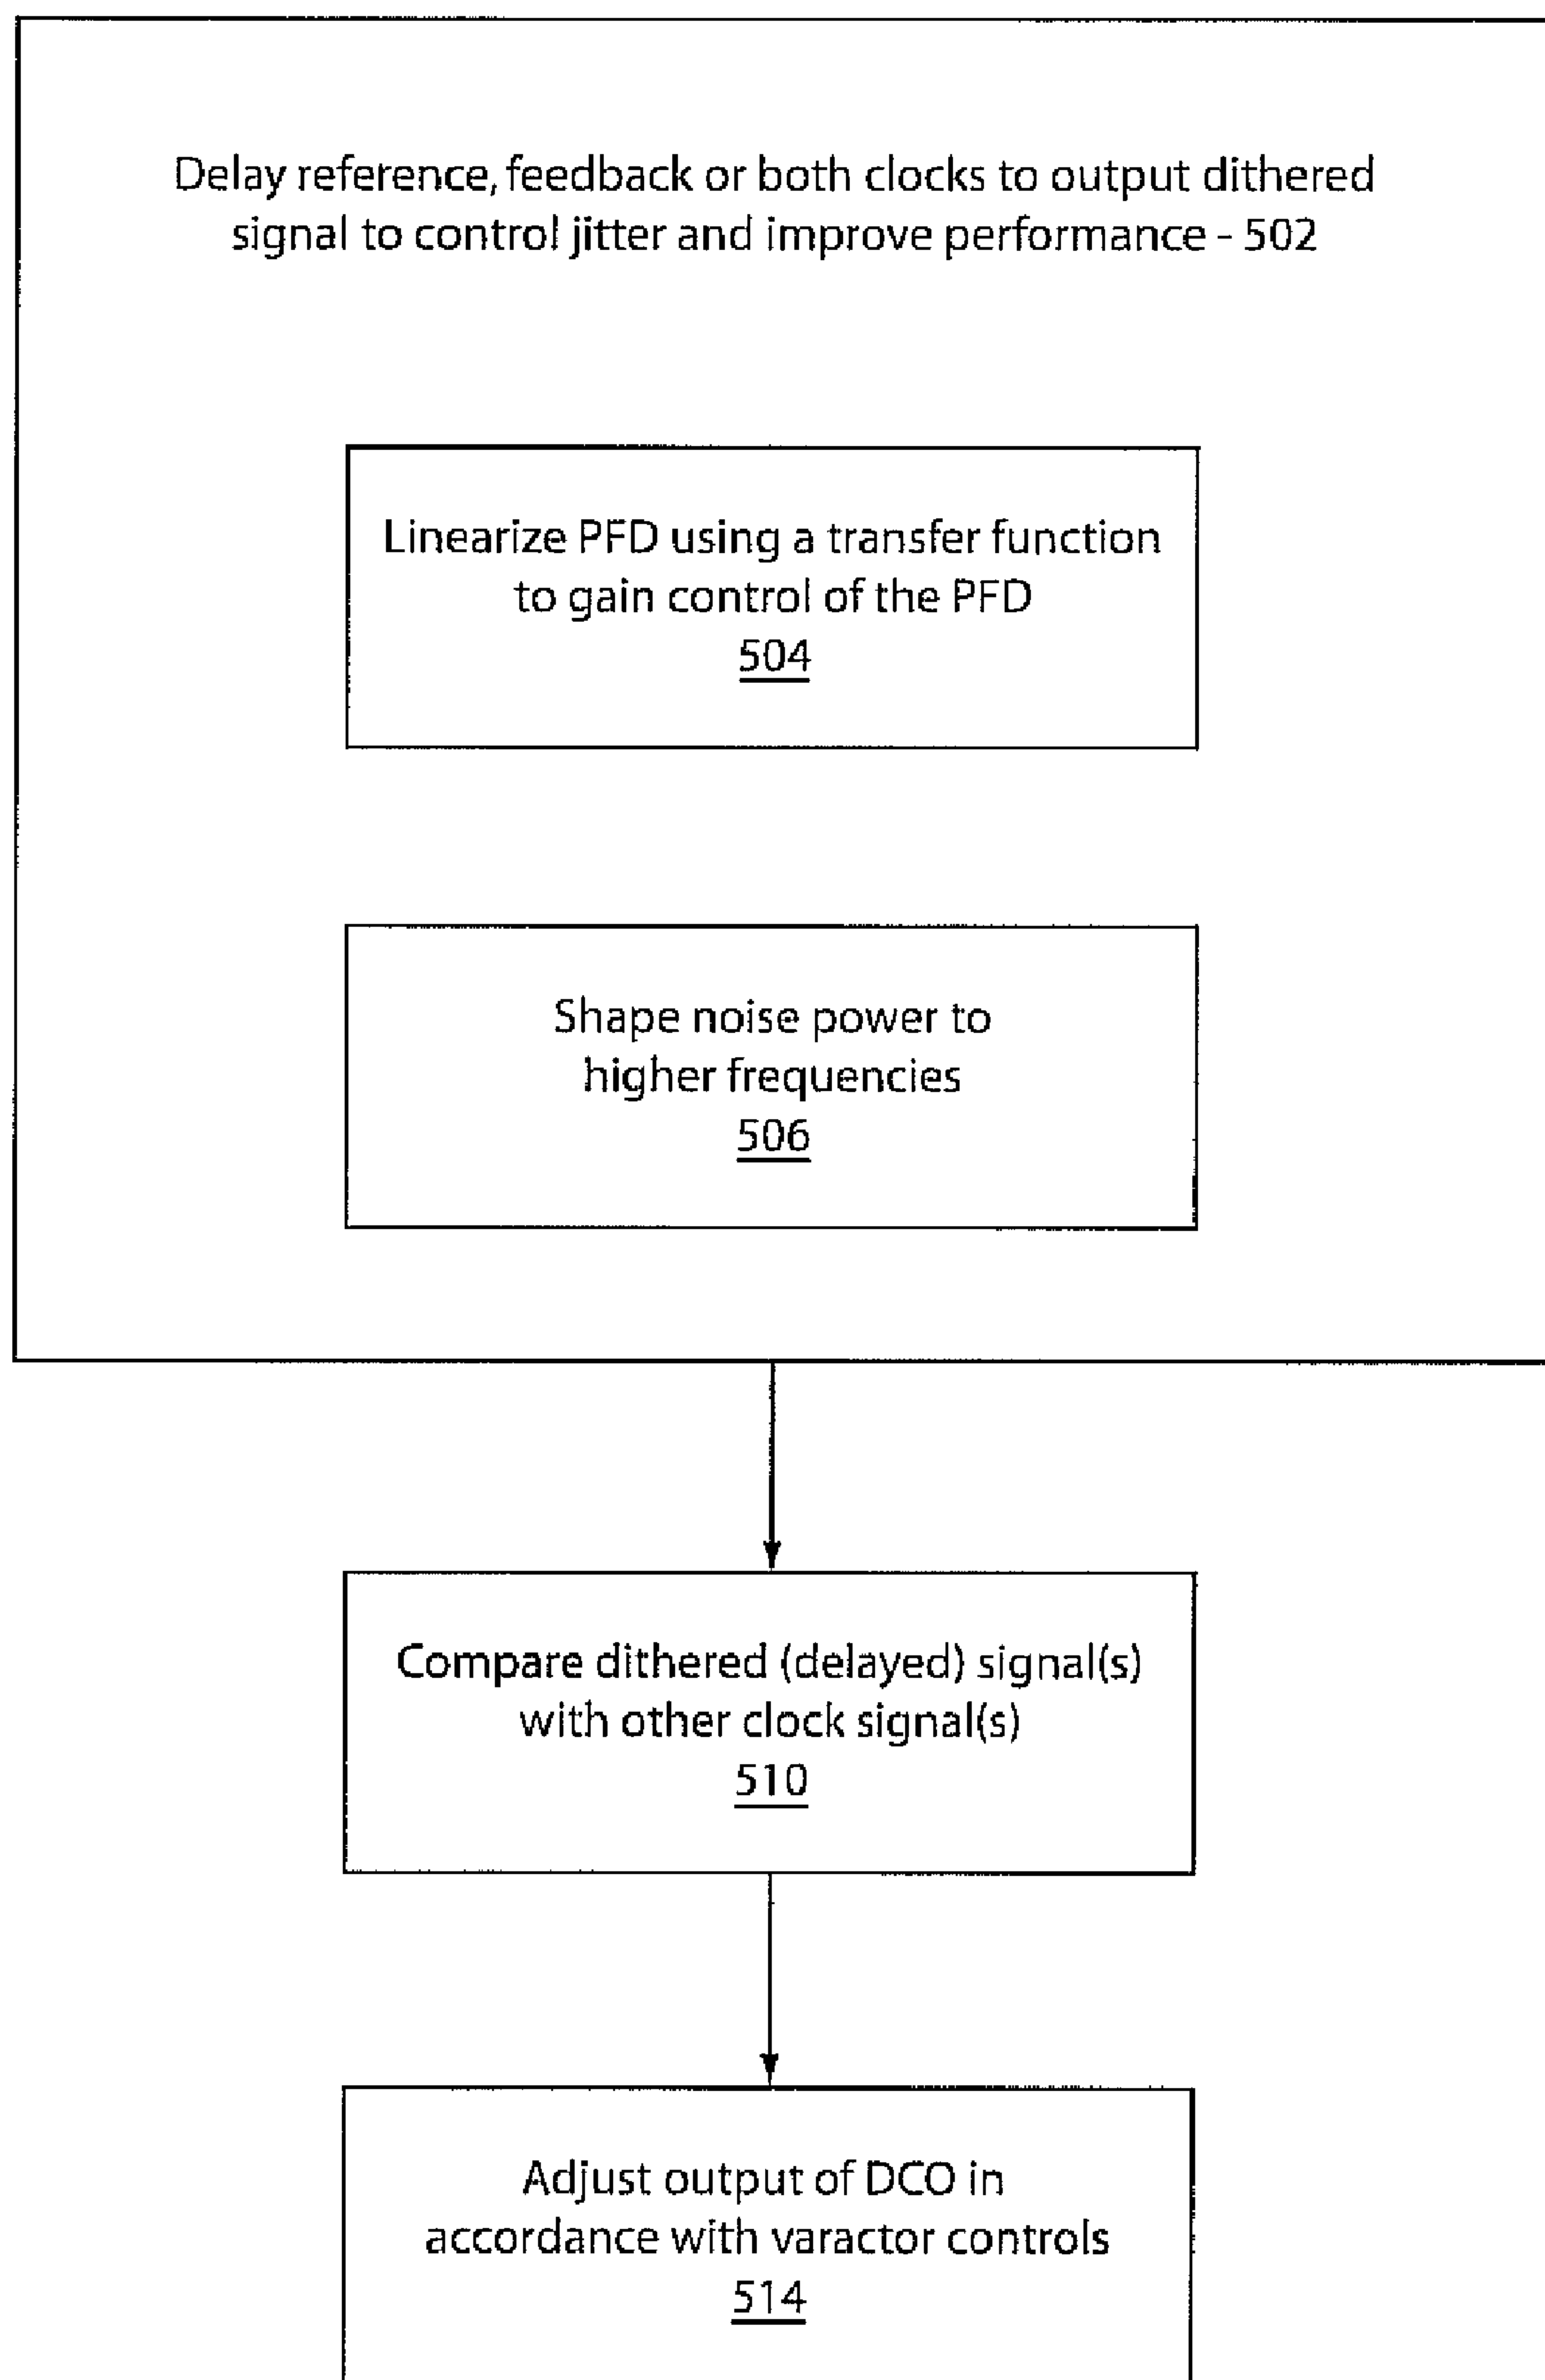 Delay reference, feedback or both clocks to output dithered
signal to control jitter and improve performance - 502
Linearize PFD using a transfer function
to gain control of the PFD
504
Shape noise power to
higher frequencies
506
Compare dithered (delayed) signal(s)
with other clock signal(s)
510
Adjust output of DCO in
accordance with varactor controls
514